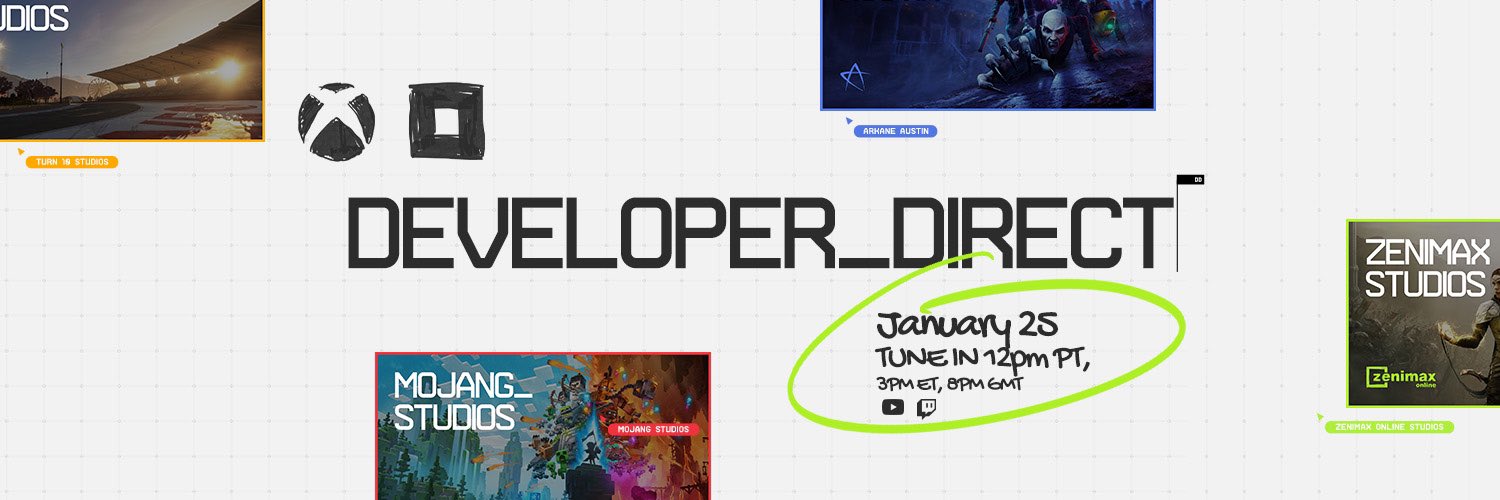 UDIOS
TURN 10 STUDIOS
ARKANE AUSTIN
DD
DEVELOPER_DIRECT
January 25
TUNE IN 12pm PT,
3PM ET, 8PM GMT
MOJANG_
STUDIOS
MOJANG STUDIOS
ZENIMAX
STUDIOS
zenimax
online
ZENIMAX ONLINE STUDIOS